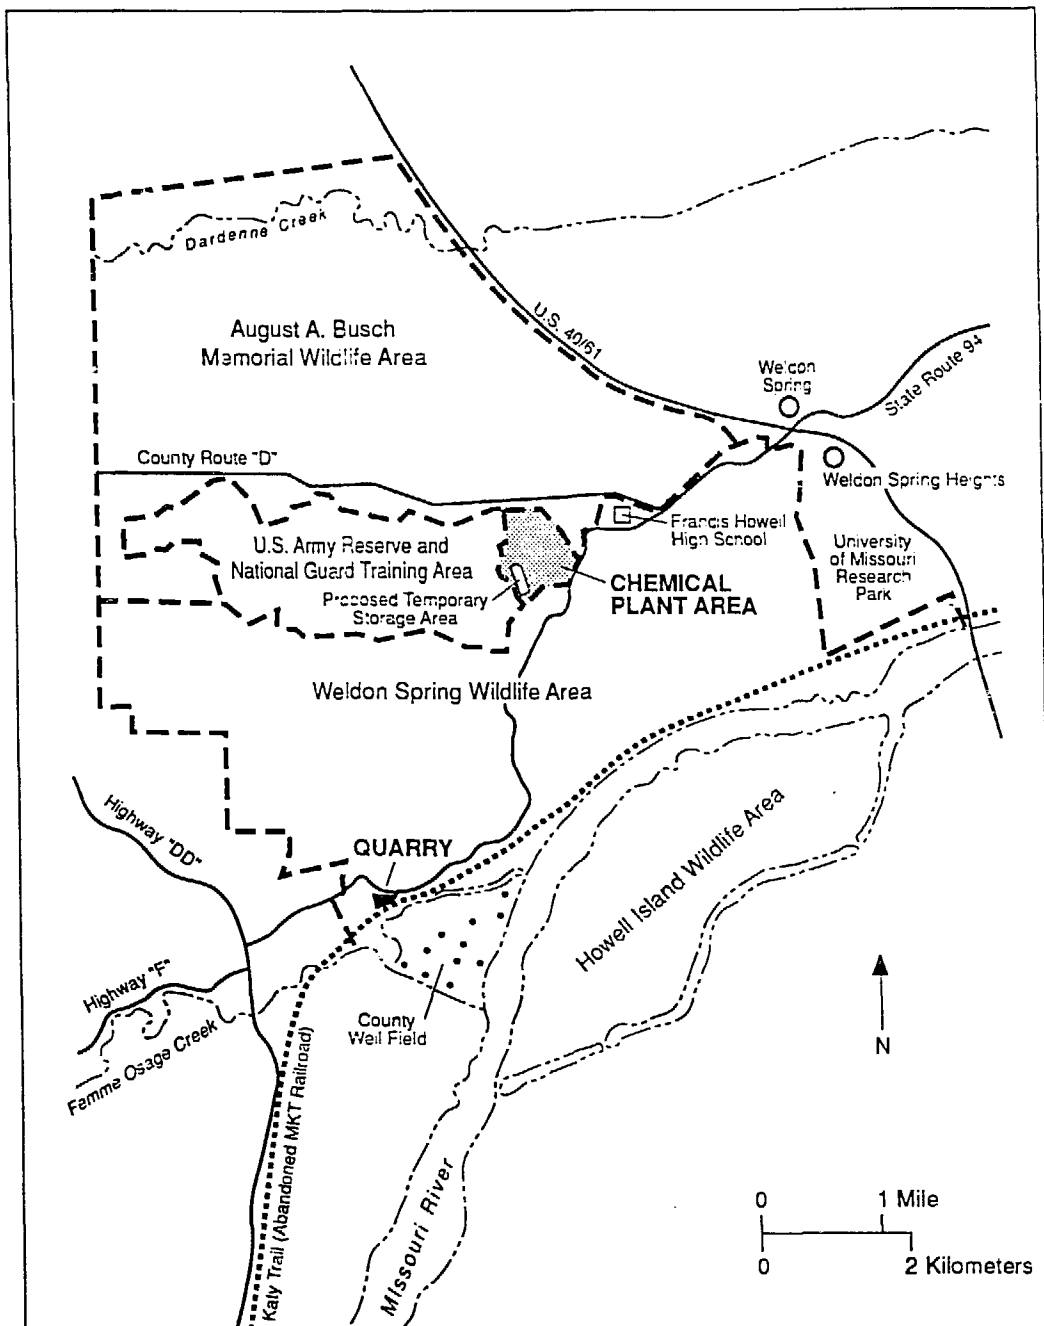 Dardenne Creek
August A. Busch
Memorial Wildlife Area
U.S. 40/61
Weldon
Spring
State Route 94
County Route "D"
Weldon Spring Heights
Francis Howell
High School
U.S. Army Reserve and
National Guard Training Area
University
of Missouri
Research
Park
CHEMICAL
PLANT AREA
Proposed Temporary
Storage Area
Weldon Spring Wildlife Area
Highway "DD"
QUARRY
Howell Island Wildlife Area
Highway "F"
County
Well Field
N
Femme Osage Creek
Katy Trail (Abandoned MKT Railroad)
Missouri River
0 1 Mile
0 2 Kilometers